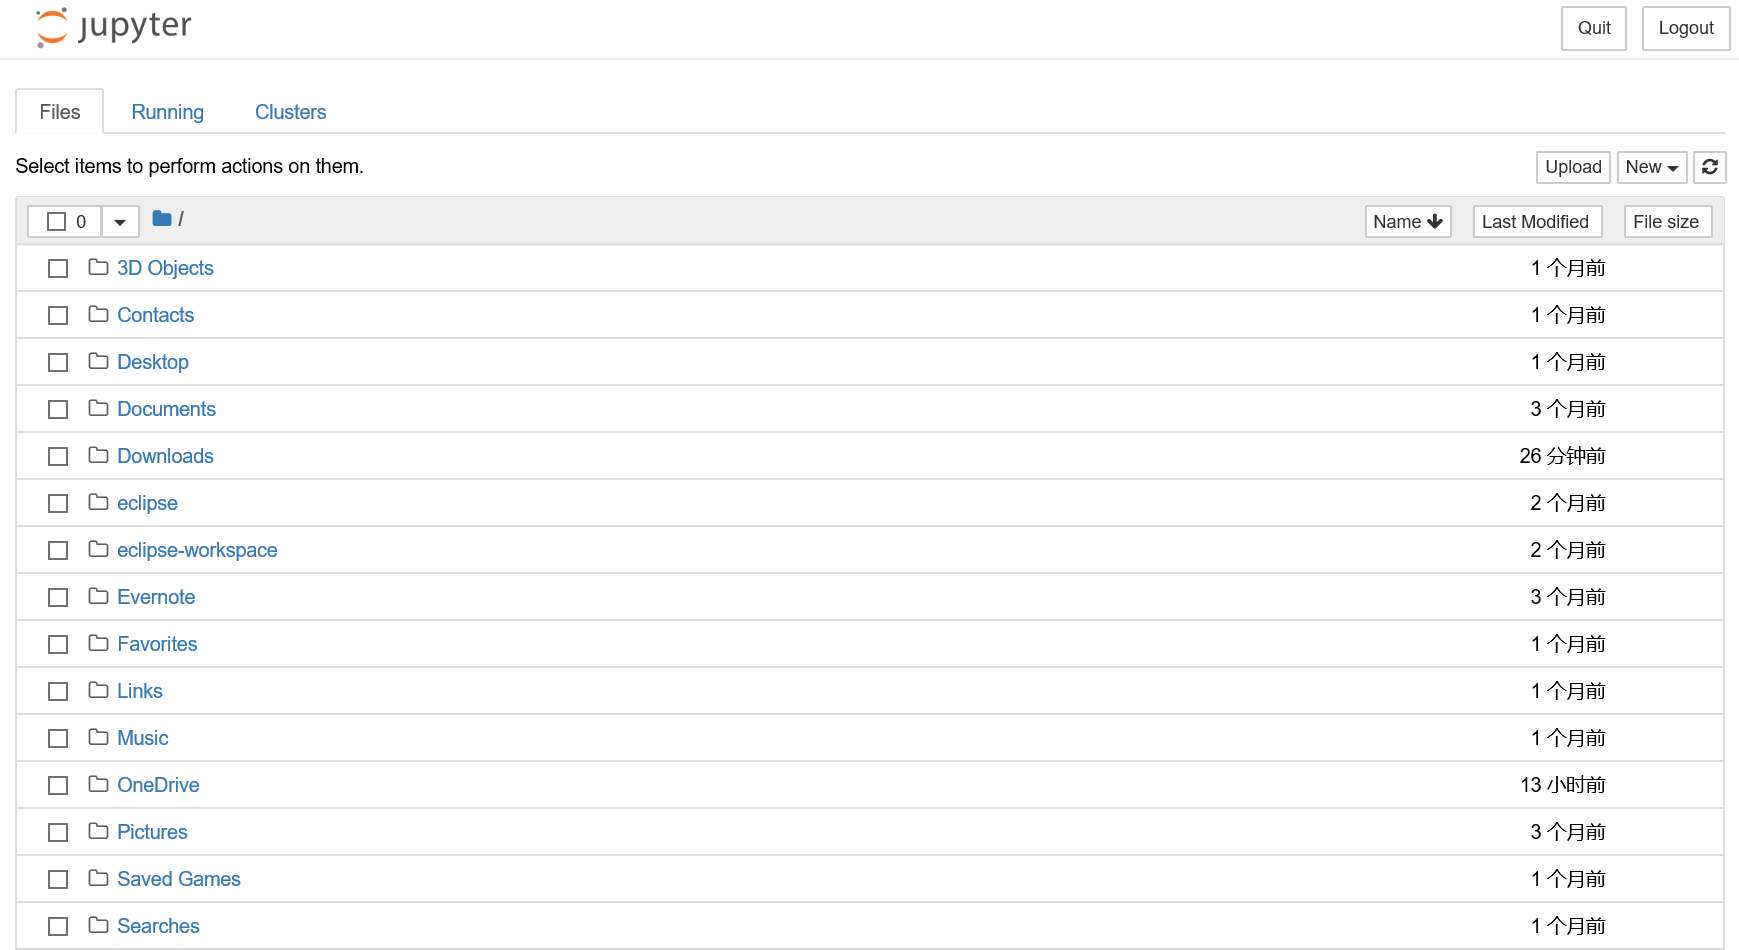 jupyter Quit Logout
Files Running Clusters
Select items to perform actions on them. Upload New
0 / Name Last Modified File size
3D Objects 1 个月前
Contacts 1 个月前
Desktop 1 个月前
Documents 3 个月前
Downloads 26 分钟前
eclipse 2 个月前
eclipse-workspace 2 个月前
Evernote 3 个月前
Favorites 1 个月前
Links 1 个月前
Music 1 个月前
OneDrive 13 小时前
Pictures 3 个月前
Saved Games 1 个月前
Searches 1 个月前